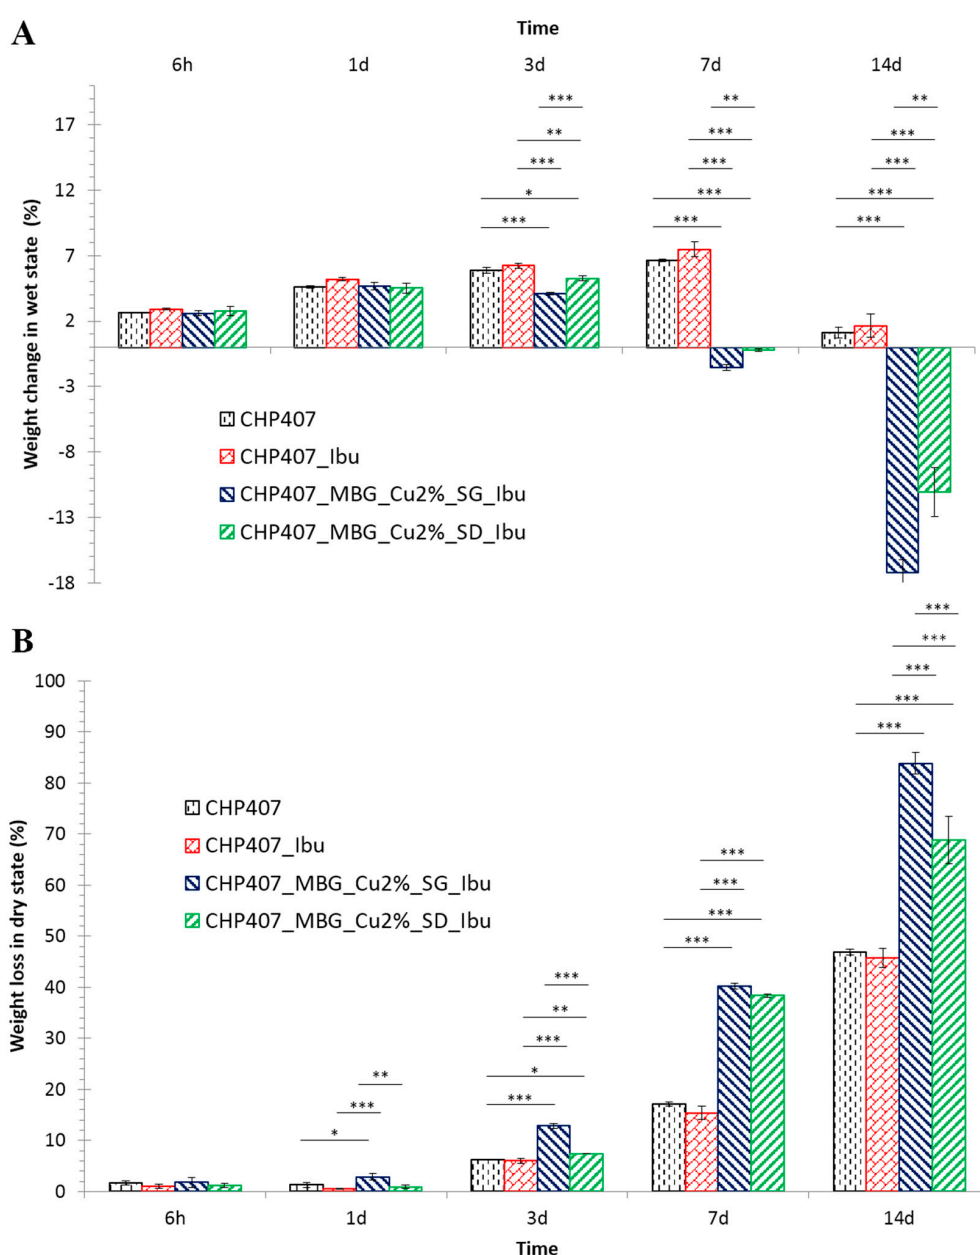 A
Time
6h 1d 3d 7d 14d
*** ** **
** *** ***
*** *** ***
* *** ***
*** *** ***
Weight change in wet state (%)
17
12
7
2
-3
-8
-13
-18
CHP407
CHP407_Ibu
CHP407_MBG_Cu2%_SG_Ibu
CHP407_MBG_Cu2%_SD_Ibu
B
***
***
***
***
***
Weight loss in dry state (%)
100
90
80
70
60
50
40
30
20
10
0
CHP407
CHP407_Ibu
CHP407_MBG_Cu2%_SG_Ibu
CHP407_MBG_Cu2%_SD_Ibu
***
***
***
***
***
**
***
*
***
**
***
*
6h 1d 3d 7d 14d
Time